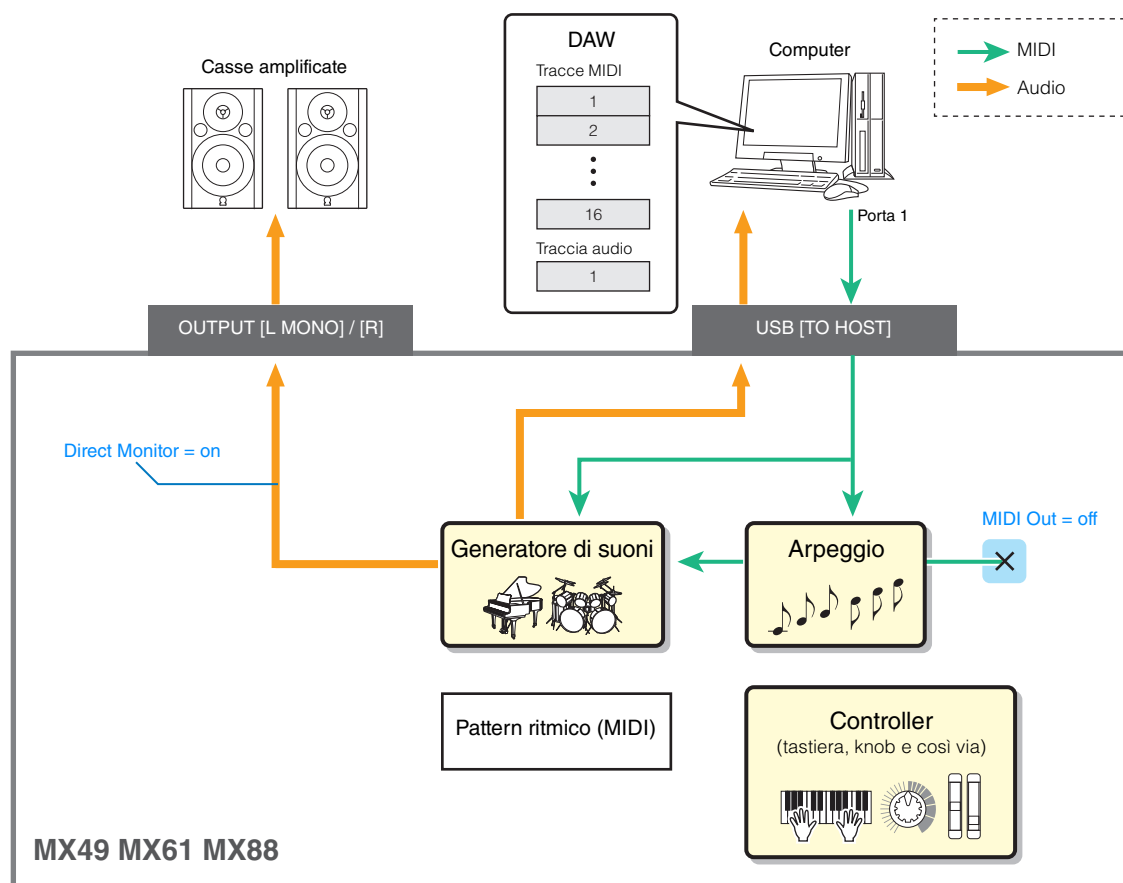 DAW
Tracce MIDI
1
2
16
Traccia audio
1
Computer
MIDI
Audio
Casse amplificate
Porta 1
OUTPUT [L MONO] / [R]
USB [TO HOST]
Direct Monitor = on
MIDI Out = off
Generatore di suoni
Arpeggio
Pattern ritmico (MIDI)
Controller
(tastiera, knob e così via)
MX49 MX61 MX88